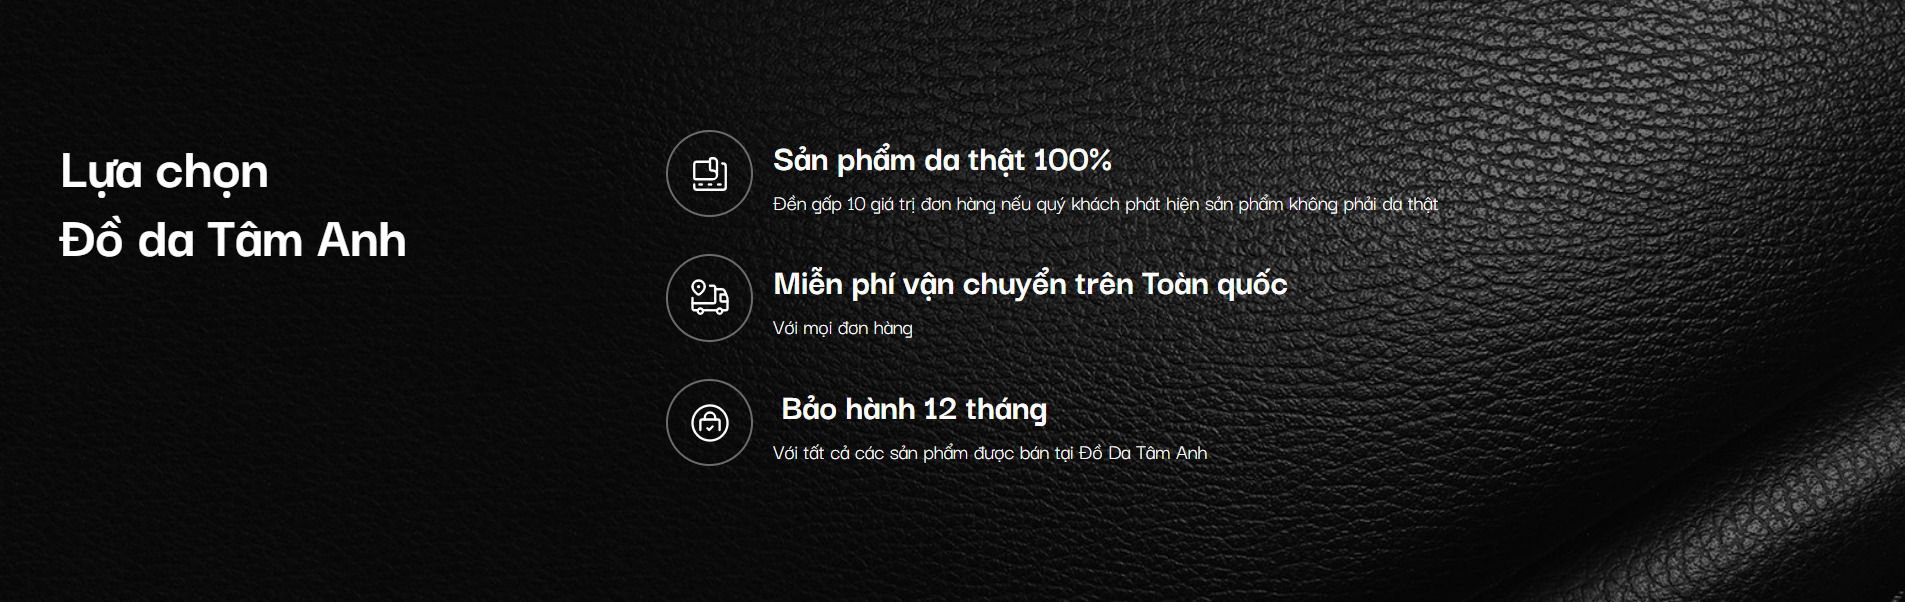 Lựa chọn
Đồ da Tâm Anh
Sản phẩm da thật 100%
Đền gấp 10 giá trị đơn hàng nếu quý khách phát hiện sản phẩm không phải da thật
Miễn phí vận chuyển trên Toàn quốc
Với mọi đơn hàng
Bảo hành 12 tháng
Với tất cả các sản phẩm được bán tại Đồ Da Tâm Anh